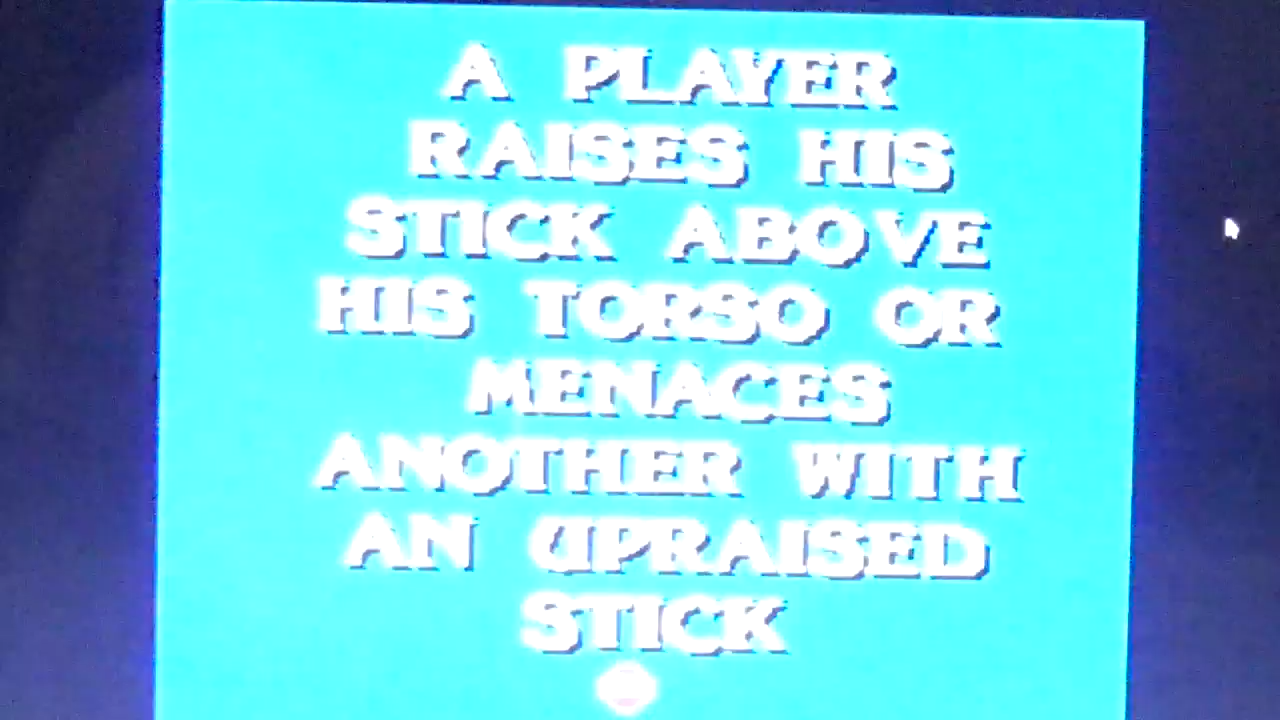 A PLAYER
RAISES HIS
STICK ABOVE
HIS TORSO OR
MENACES
ANOTHER WITH
AN UPRAISED
STICK